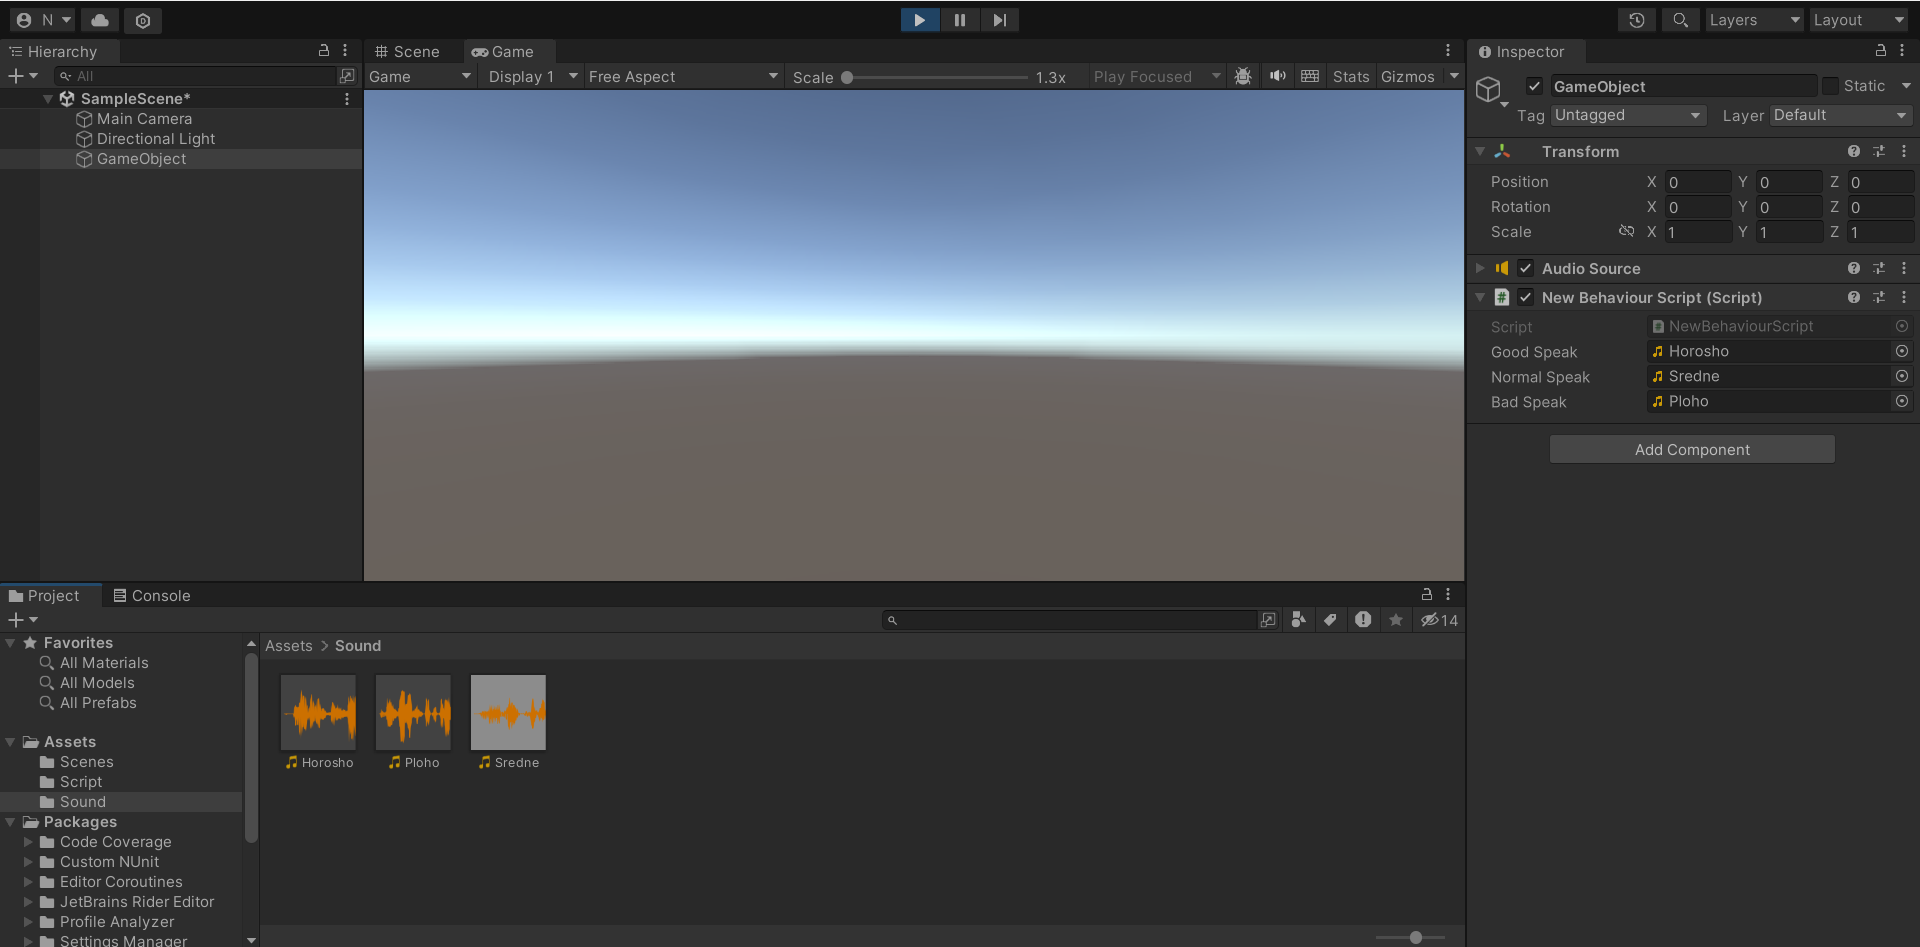 N
Layers
Layout
Hierarchy
Scene
Game
Inspector
All
Game
Display 1
Free Aspect
Scale
1.3x
Play Focused
Stats
Gizmos
SampleScene*
Main Camera
Directional Light
GameObject
GameObject
Static
Tag
Untagged
Layer
Default
Transform
Position X 0 Y 0 Z 0
Rotation X 0 Y 0 Z 0
Scale X 1 Y 1 Z 1
Audio Source
New Behaviour Script (Script)
Script
NewBehaviourScript
Good Speak
Horosho
Normal Speak
Sredne
Bad Speak
Ploho
Add Component
Project
Console
14
Favorites
All Materials
All Models
All Prefabs
Assets
Scenes
Script
Sound
Packages
Code Coverage
Custom NUnit
Editor Coroutines
JetBrains Rider Editor
Profile Analyzer
Settings Manager
Assets > Sound
Horosho
Ploho
Sredne